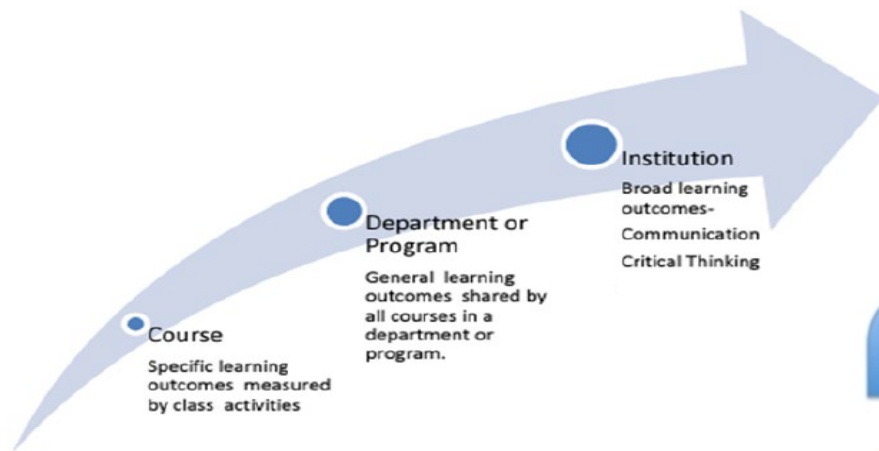 Course
Specific learning
outcomes measured
by class activities
Department or
Program
General learning
outcomes shared by
all courses in a
department or
program.
Institution
Broad learning
outcomes-
Communication
Critical Thinking